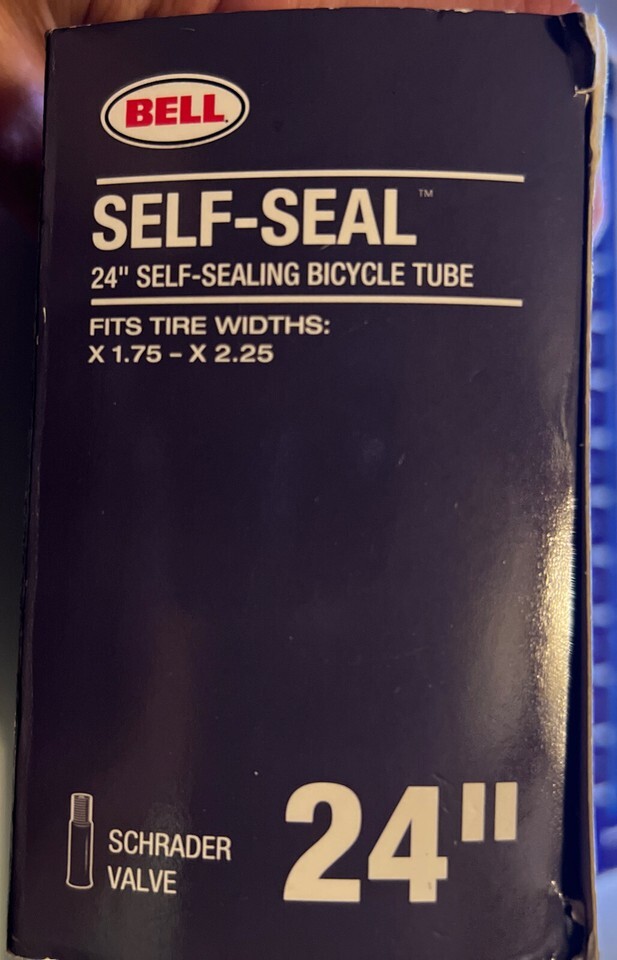 BELL
SELF-SEAL™
24" SELF-SEALING BICYCLE TUBE
FITS TIRE WIDTHS:
X 1.75 – X 2.25
SCHRADER
VALVE
24"